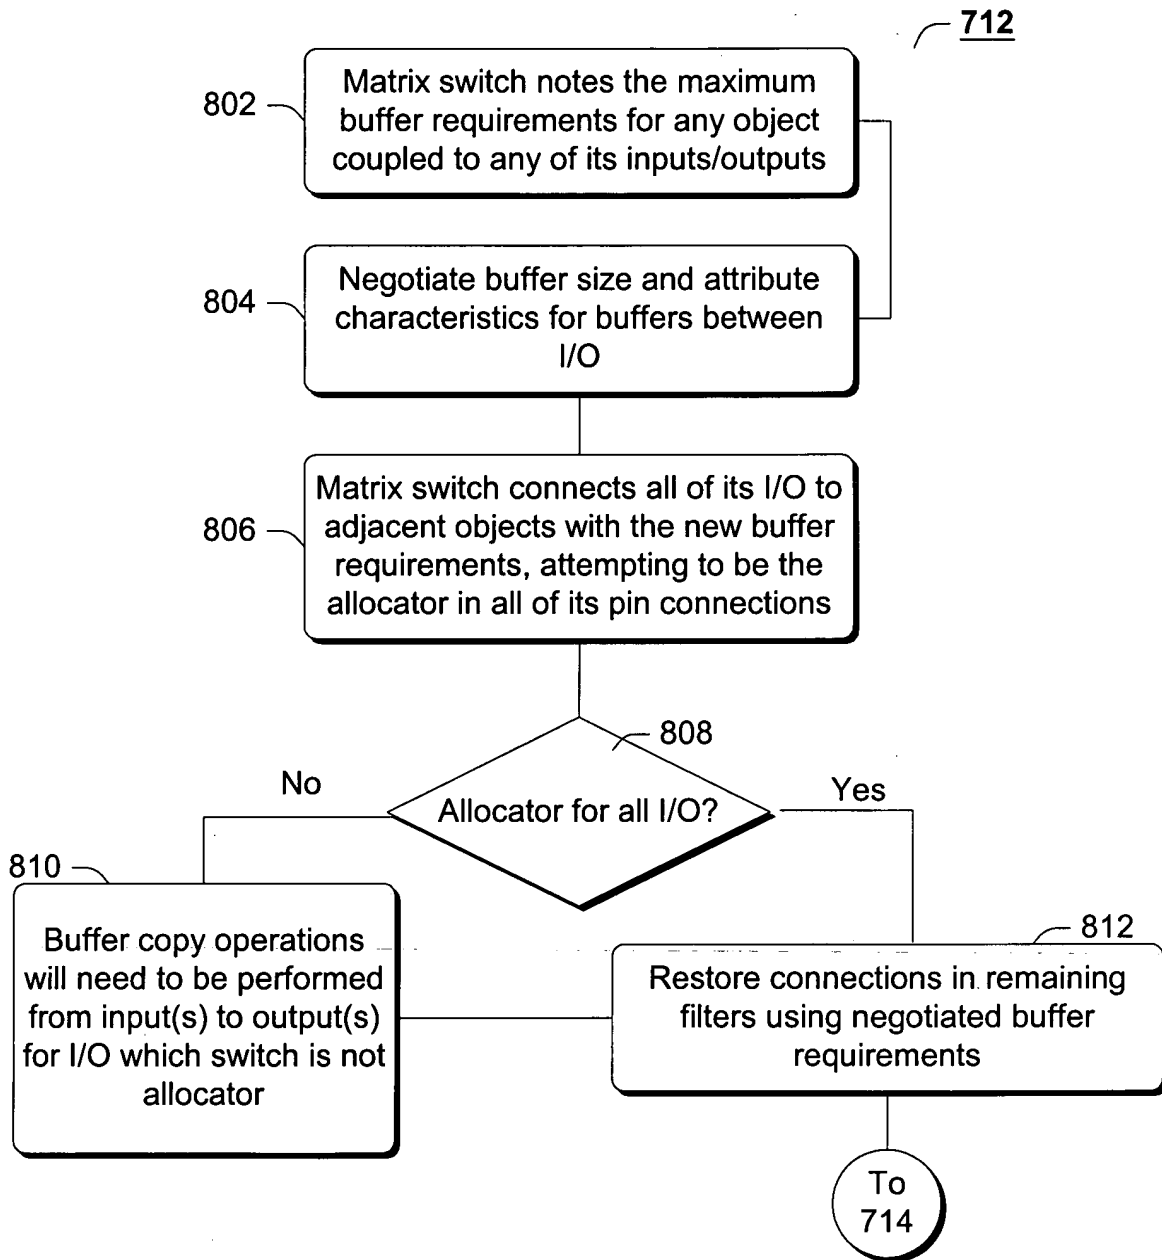 712
802
Matrix switch notes the maximum
buffer requirements for any object
coupled to any of its inputs/outputs
804
Negotiate buffer size and attribute
characteristics for buffers between
I/O
806
Matrix switch connects all of its I/O to
adjacent objects with the new buffer
requirements, attempting to be the
allocator in all of its pin connections
808
No
Allocator for all I/O?
Yes
810
Buffer copy operations
will need to be performed
from input(s) to output(s)
for I/O which switch is not
allocator
812
Restore connections in remaining
filters using negotiated buffer
requirements
To
714